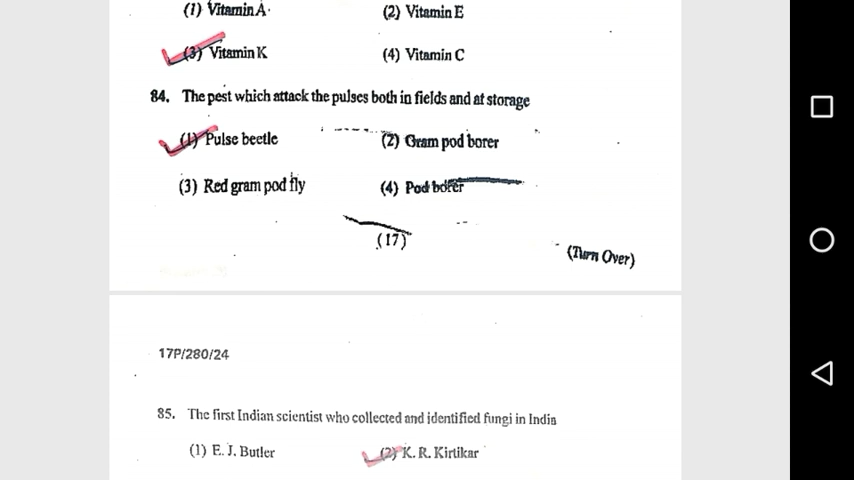 (1) Vitamin A (2) Vitamin E
(3) Vitamin K (4) Vitamin C
84. The pest which attack the pulses both in fields and at storage
(1) Pulse beetle (2) Gram pod borer
(3) Red gram pod fly (4) Pod borer
(17)
(Turn Over)
17P/280/24
85. The first Indian scientist who collected and identified fungi in India
(1) E. J. Butler (2) K. R. Kirtikar